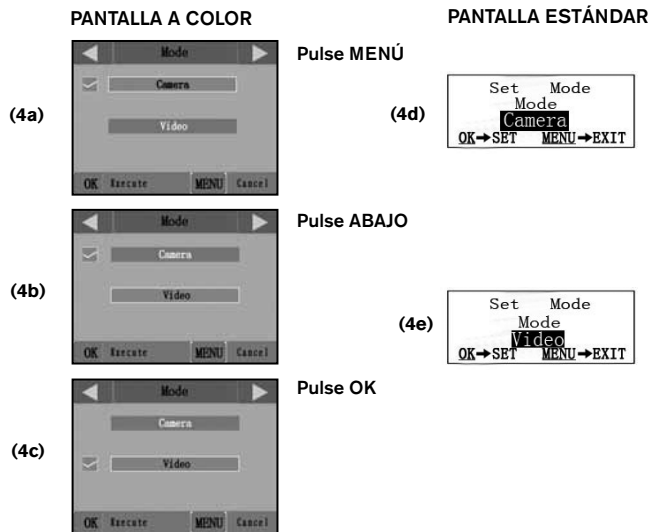 PANTALLA A COLOR
PANTALLA ESTÁNDAR
(4a)
Mode
Camera
Video
OK Execute MENU Cancel
Pulse MENÚ
(4d)
Set Mode
Mode
Camera
OK→SET MENU→EXIT
(4b)
Mode
Camera
Video
OK Execute MENU Cancel
Pulse ABAJO
(4e)
Set Mode
Mode
Video
OK→SET MENU→EXIT
(4c)
Mode
Camera
Video
OK Execute MENU Cancel
Pulse OK